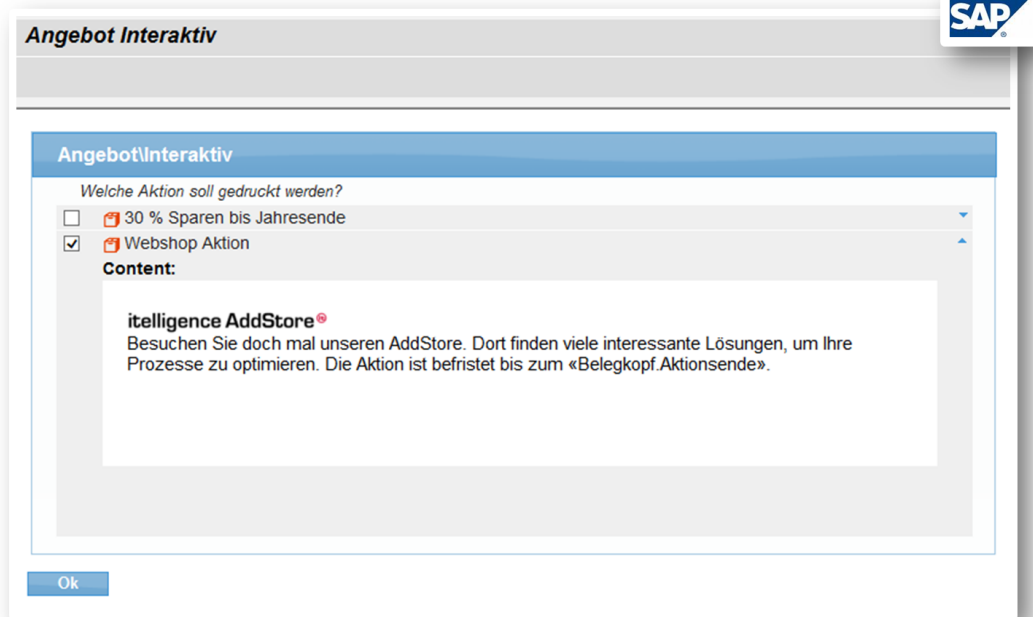 SAP
Angebot Interaktiv
Angebot\Interaktiv
Welche Aktion soll gedruckt werden?
30 % Sparen bis Jahresende
Webshop Aktion
Content:
itelligence AddStore
Besuchen Sie doch mal unseren AddStore. Dort finden viele interessante Lösungen, um Ihre
Prozesse zu optimieren. Die Aktion ist befristet bis zum «Belegkopf.Aktionsende».
Ok